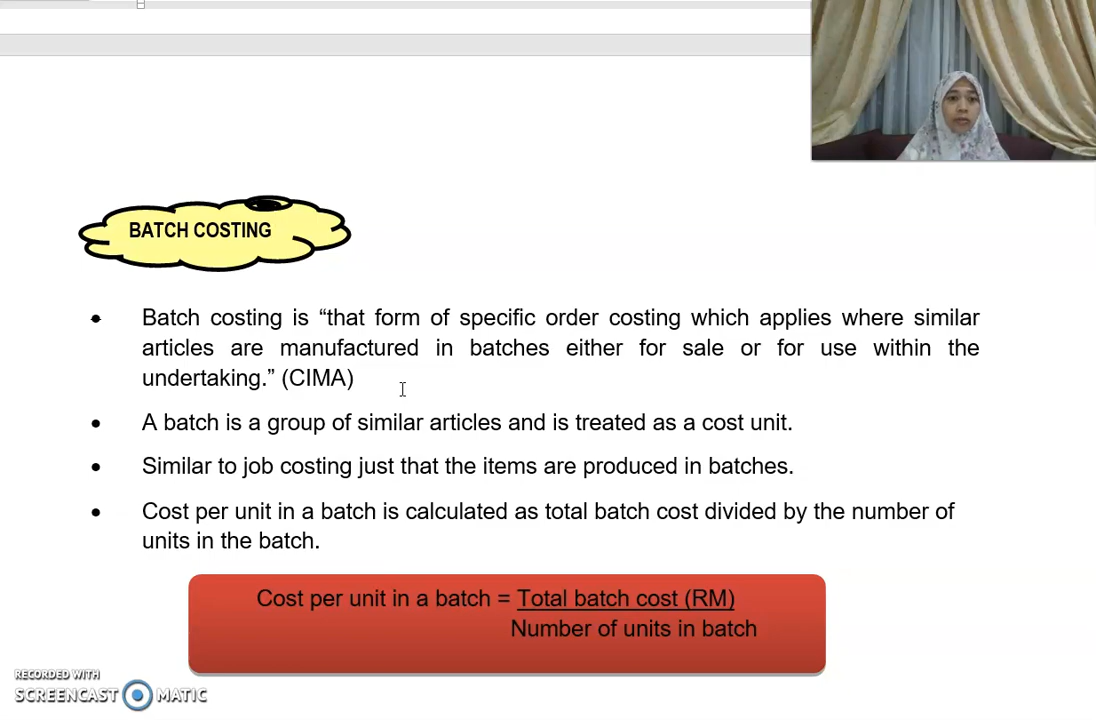 BATCH COSTING
• Batch costing is “that form of specific order costing which applies where similar
articles are manufactured in batches either for sale or for use within the
undertaking.” (CIMA)
• A batch is a group of similar articles and is treated as a cost unit.
• Similar to job costing just that the items are produced in batches.
• Cost per unit in a batch is calculated as total batch cost divided by the number of
units in the batch.
Cost per unit in a batch = Total batch cost (RM)
Number of units in batch
RECORDED WITH
SCREENCAST MATIC